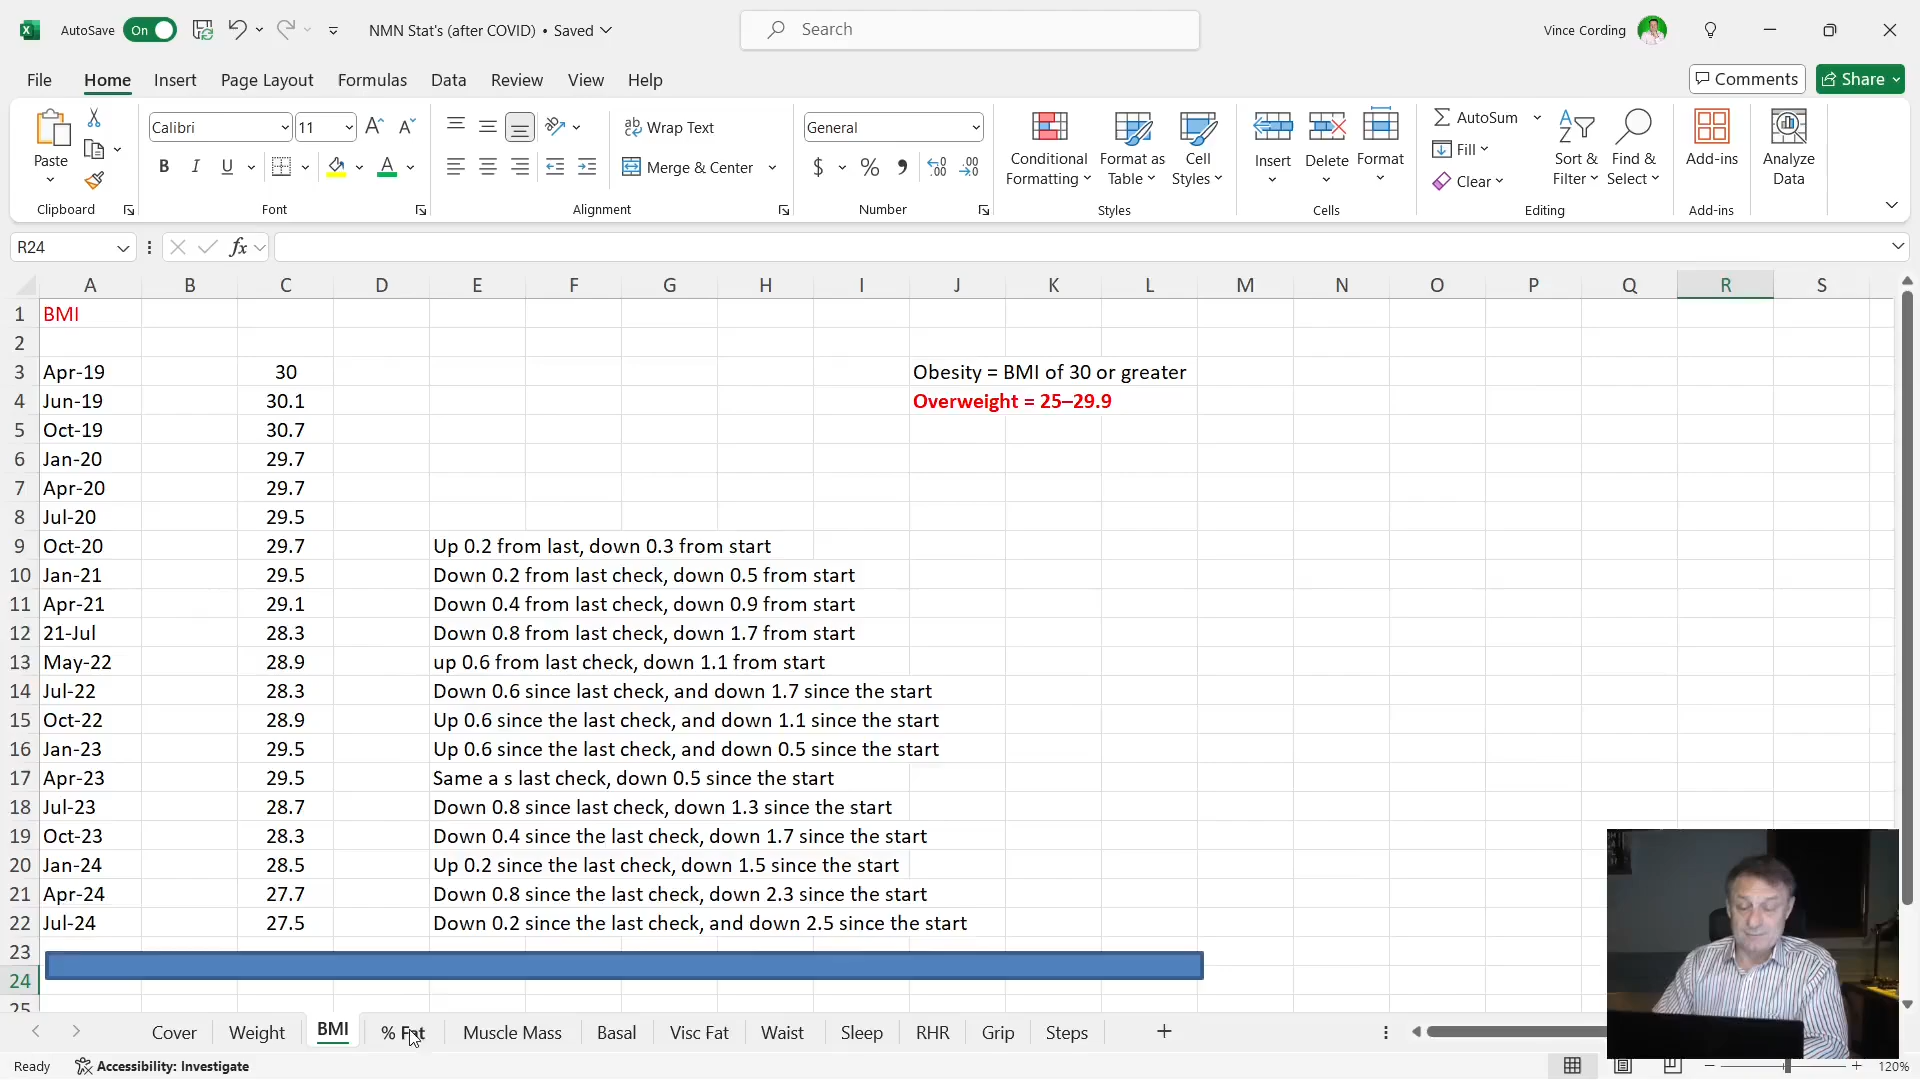 AutoSave On NMN Stat's (after COVID) • Saved Search Vince Cording
File Home Insert Page Layout Formulas Data Review View Help Comments Share
Paste Calibri 11 Wrap Text General Conditional Formatting Format as Table Cell Styles Insert Delete Format AutoSum Fill Clear Sort & Filter Find & Select Add-ins Analyze Data
B I U Merge & Center $ % 9
Clipboard Font Alignment Number Styles Cells Editing Add-ins
R24 fx
A B C D E F G H I J K L M N O P Q R S
1 BMI
2
3 Apr-19 30 Obesity = BMI of 30 or greater
4 Jun-19 30.1 Overweight = 25–29.9
5 Oct-19 30.7
6 Jan-20 29.7
7 Apr-20 29.7
8 Jul-20 29.5
9 Oct-20 29.7 Up 0.2 from last, down 0.3 from start
10 Jan-21 29.5 Down 0.2 from last check, down 0.5 from start
11 Apr-21 29.1 Down 0.4 from last check, down 0.9 from start
12 21-Jul 28.3 Down 0.8 from last check, down 1.7 from start
13 May-22 28.9 up 0.6 from last check, down 1.1 from start
14 Jul-22 28.3 Down 0.6 since last check, and down 1.7 since the start
15 Oct-22 28.9 Up 0.6 since the last check, and down 1.1 since the start
16 Jan-23 29.5 Up 0.6 since the last check, and down 0.5 since the start
17 Apr-23 29.5 Same a s last check, down 0.5 since the start
18 Jul-23 28.7 Down 0.8 since last check, down 1.3 since the start
19 Oct-23 28.3 Down 0.4 since the last check, down 1.7 since the start
20 Jan-24 28.5 Up 0.2 since the last check, down 1.5 since the start
21 Apr-24 27.7 Down 0.8 since the last check, down 2.3 since the start
22 Jul-24 27.5 Down 0.2 since the last check, and down 2.5 since the start
23
24
25
Cover Weight BMI % Fat Muscle Mass Basal Visc Fat Waist Sleep RHR Grip Steps
Ready Accessibility: Investigate 120%